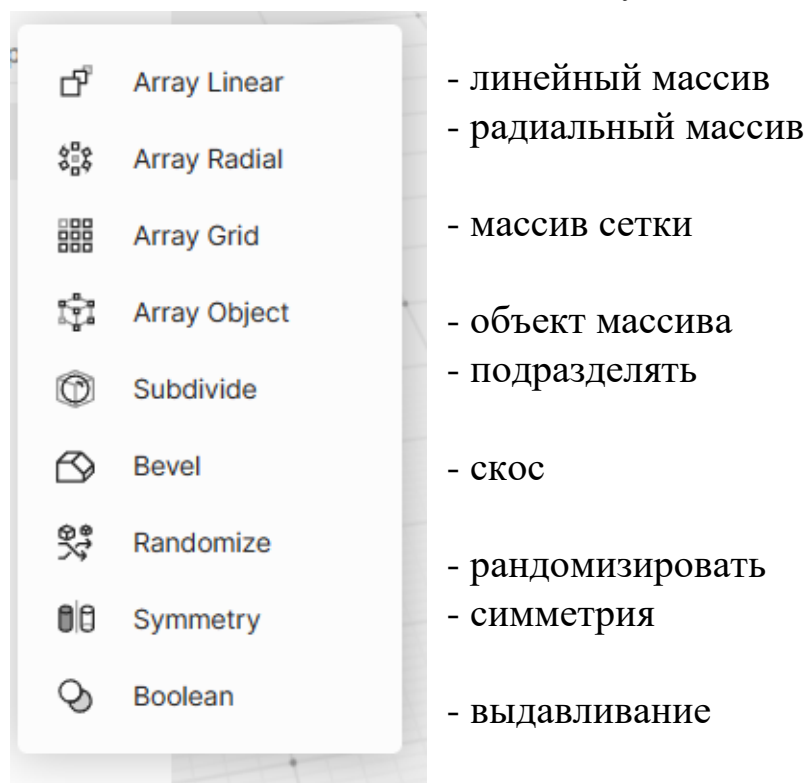 Array Linear - линейный массив
Array Radial - радиальный массив
Array Grid - массив сетки
Array Object - объект массива
Subdivide - подразделять
Bevel - скос
Randomize - рандомизировать
Symmetry - симметрия
Boolean - выдавливание